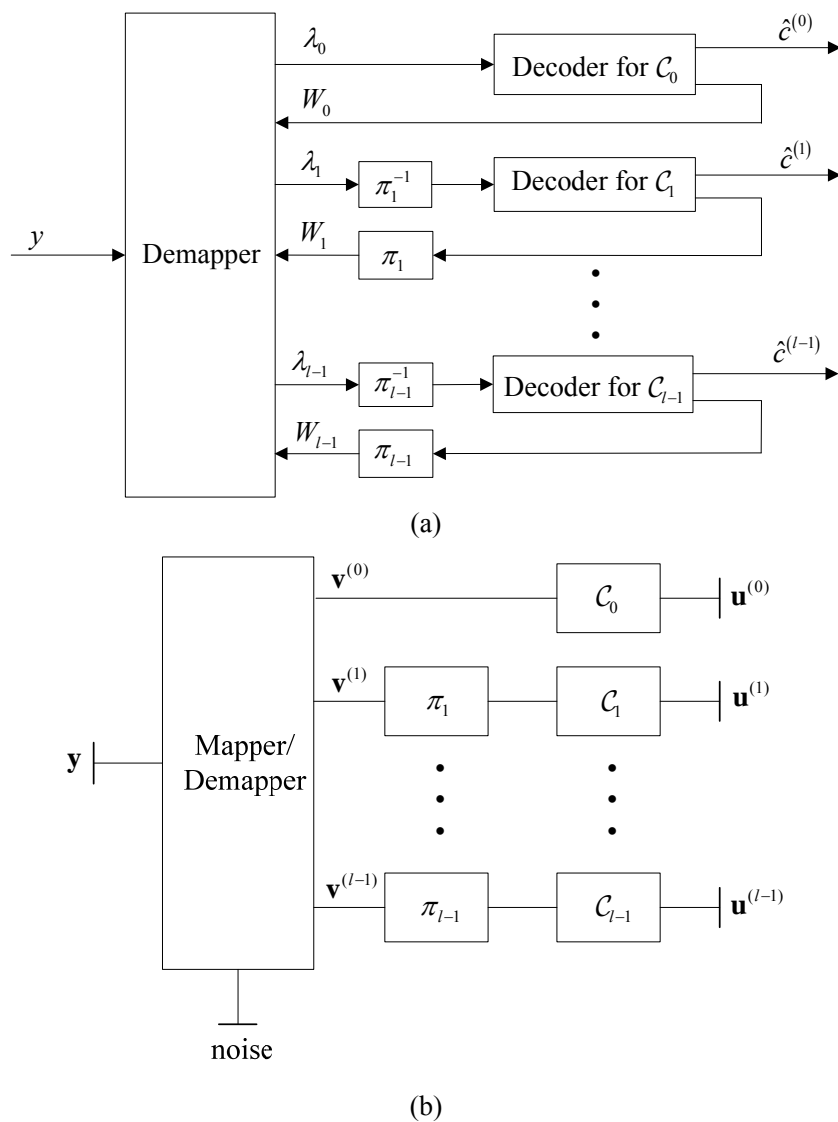 λ₀
ĉ⁽⁰⁾
Decoder for 𝒞₀
W₀
λ₁
π₁⁻¹
Decoder for 𝒞₁
ĉ⁽¹⁾
y
Demapper
W₁
π₁
λₗ₋₁
πₗ₋₁⁻¹
Decoder for 𝒞ₗ₋₁
ĉ⁽ˡ⁻¹⁾
Wₗ₋₁
πₗ₋₁
(a)
v⁽⁰⁾
𝒞₀
u⁽⁰⁾
v⁽¹⁾
π₁
𝒞₁
u⁽¹⁾
y
Mapper/
Demapper
v⁽ˡ⁻¹⁾
πₗ₋₁
𝒞ₗ₋₁
u⁽ˡ⁻¹⁾
noise
(b)